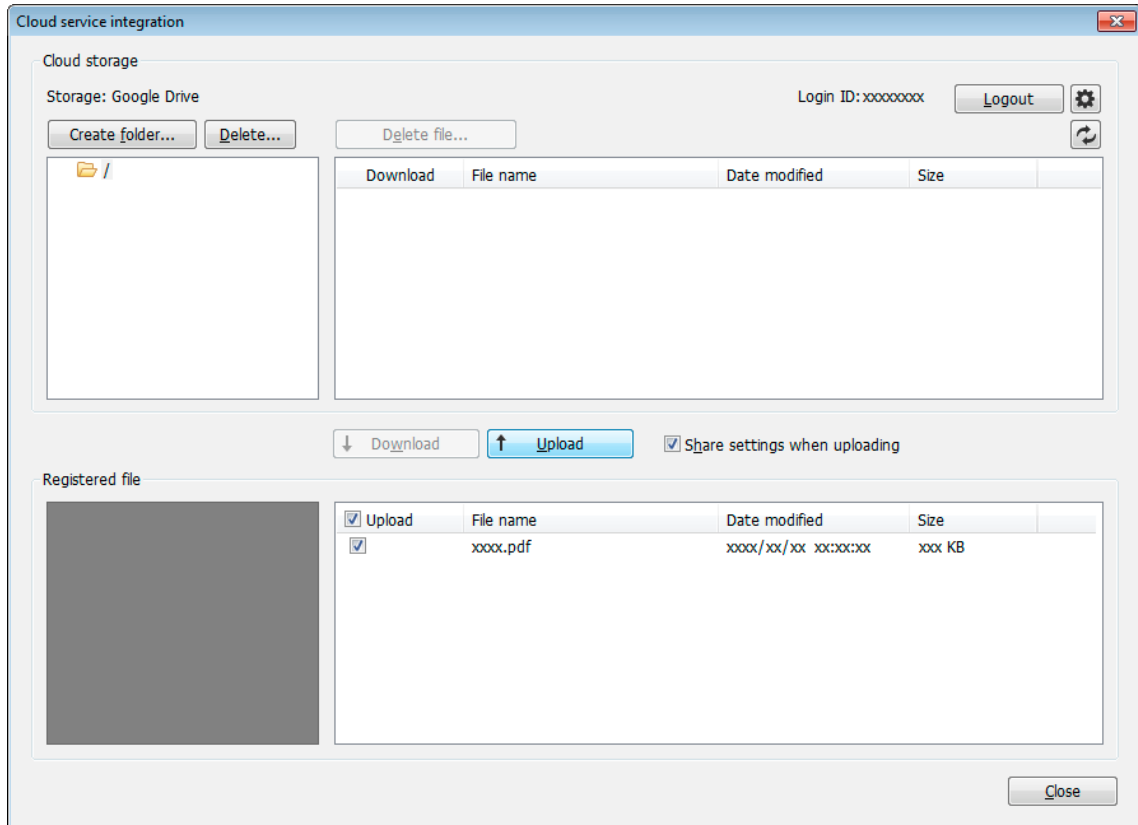 Cloud service integration
Cloud storage
Storage: Google Drive
Login ID: xxxxxxxx
Logout
Create folder...
Delete...
Delete file...
/
Download File name Date modified Size
Download
Upload
Share settings when uploading
Registered file
Upload File name Date modified Size
xxxx.pdf xxxx/xx/xx xx:xx:xx xxx KB
Close